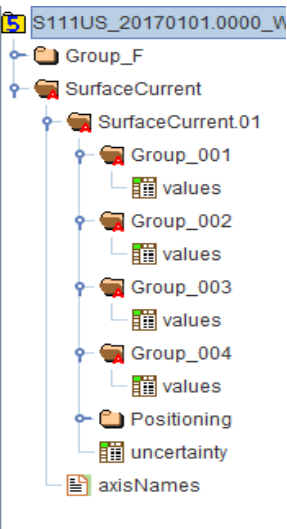 S111US_20170101.0000_W
Group_F
SurfaceCurrent
SurfaceCurrent.01
Group_001
values
Group_002
values
Group_003
values
Group_004
values
Positioning
uncertainty
axisNames